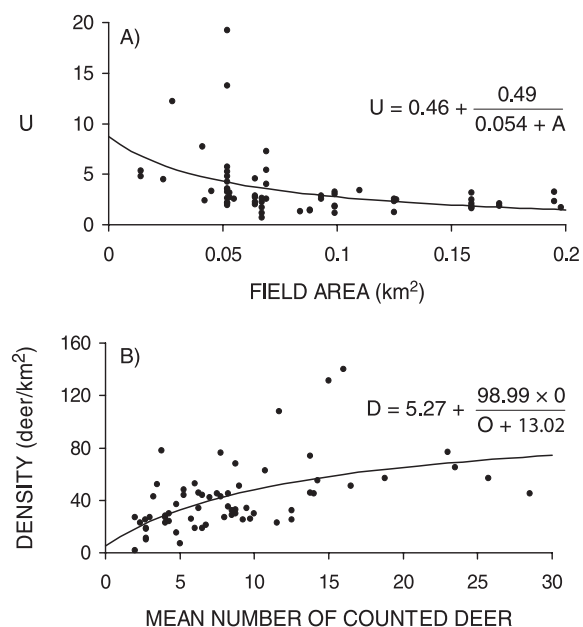 A)
U
20
15
10
5
0
U = 0.46 + 0.49 / 0.054 + A
0 0.05 0.1 0.15 0.2
FIELD AREA (km²)
B)
DENSITY (deer/km²)
160
120
80
40
0
D = 5.27 + 98.99 × 0 / O + 13.02
0 5 10 15 20 25 30
MEAN NUMBER OF COUNTED DEER